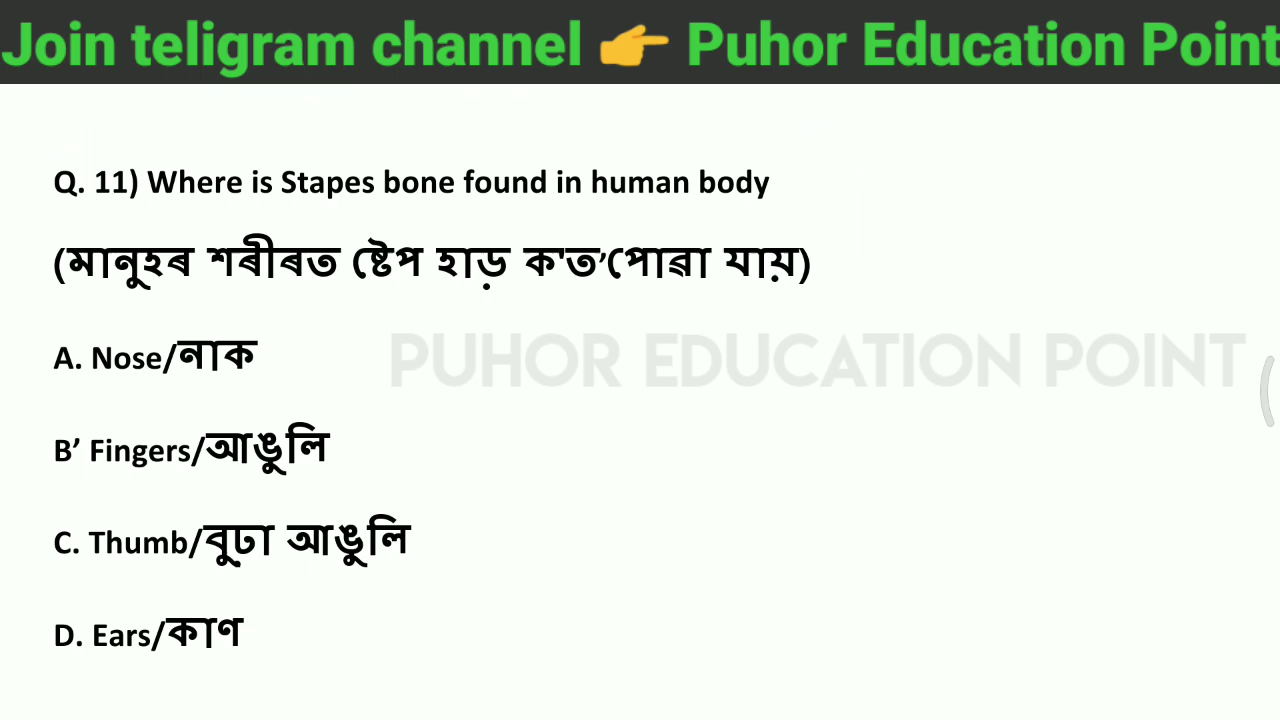 Join teligram channel 👉 Puhor Education Point
Q. 11) Where is Stapes bone found in human body
(মানুহৰ শৰীৰত ষ্টেপ হাড় ক'ত’পোৱা যায়)
PUHOR EDUCATION POINT
A. Nose/নাক
B’ Fingers/আঙুলি
C. Thumb/বুঢা আঙুলি
D. Ears/কাণ